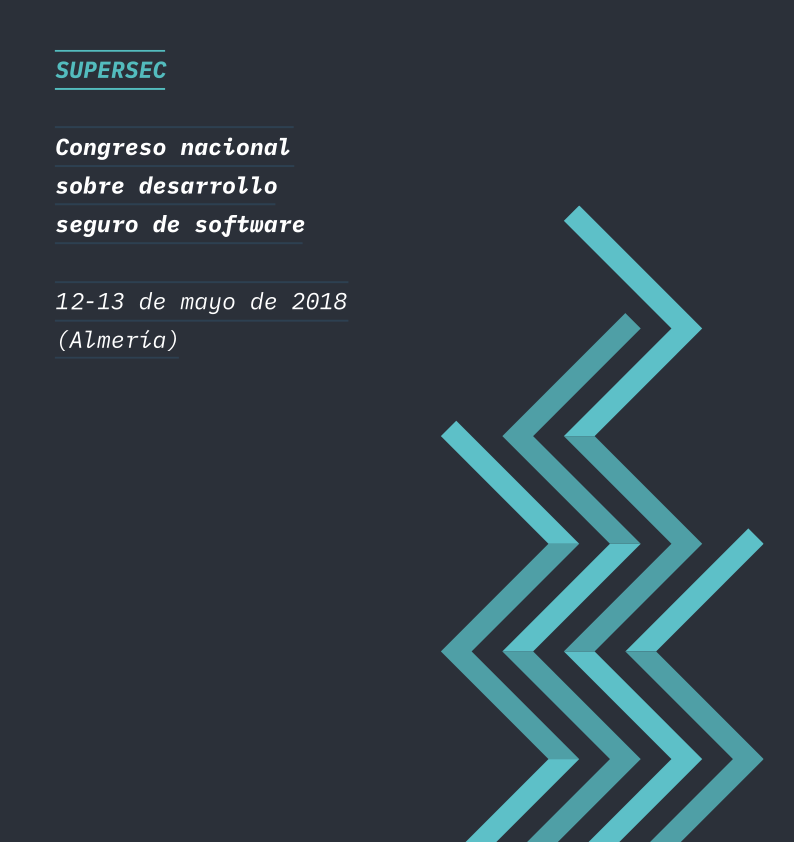 SUPERSEC
Congreso nacional
sobre desarrollo
seguro de software
12-13 de mayo de 2018
(Almería)